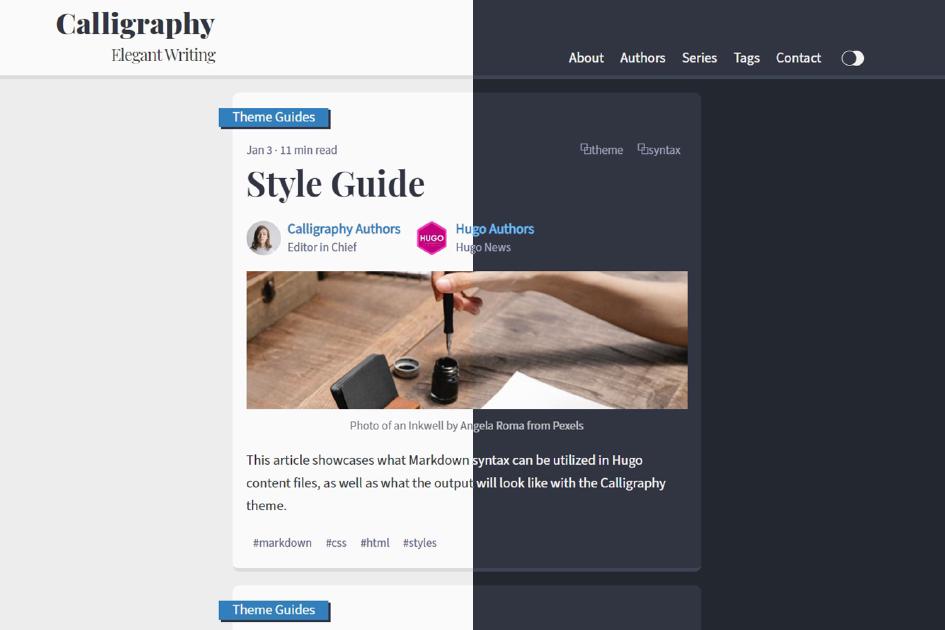 Calligraphy
Elegant Writing
About Authors Series Tags Contact
Theme Guides
Jan 3 · 11 min read
theme syntax
Style Guide
Calligraphy Authors
Editor in Chief
HUGO
Hugo Authors
Hugo News
Photo of an Inkwell by Angela Roma from Pexels
This article showcases what Markdown syntax can be utilized in Hugo
content files, as well as what the output will look like with the Calligraphy
theme.
#markdown #css #html #styles
Theme Guides